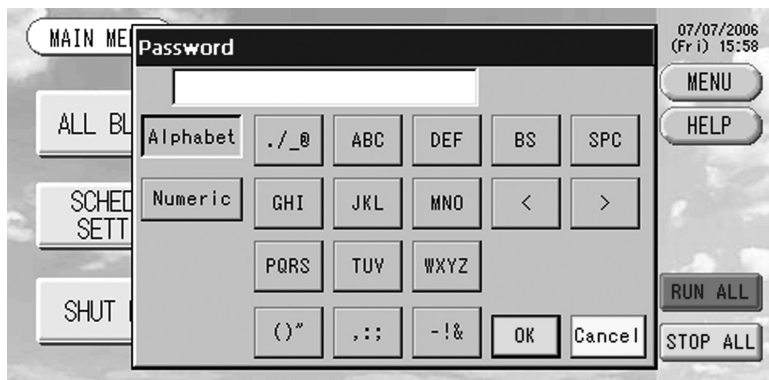 MAIN ME
07/07/2006
(Fri) 15:58
Password
MENU
ALL BL
Alphabet
./_@
ABC
DEF
BS
SPC
HELP
SCHED
SETT
Numeric
GHI
JKL
MNO
<
>
PQRS
TUV
WXYZ
SHUT
()"
,:;
-!&
OK
Cancel
RUN ALL
STOP ALL